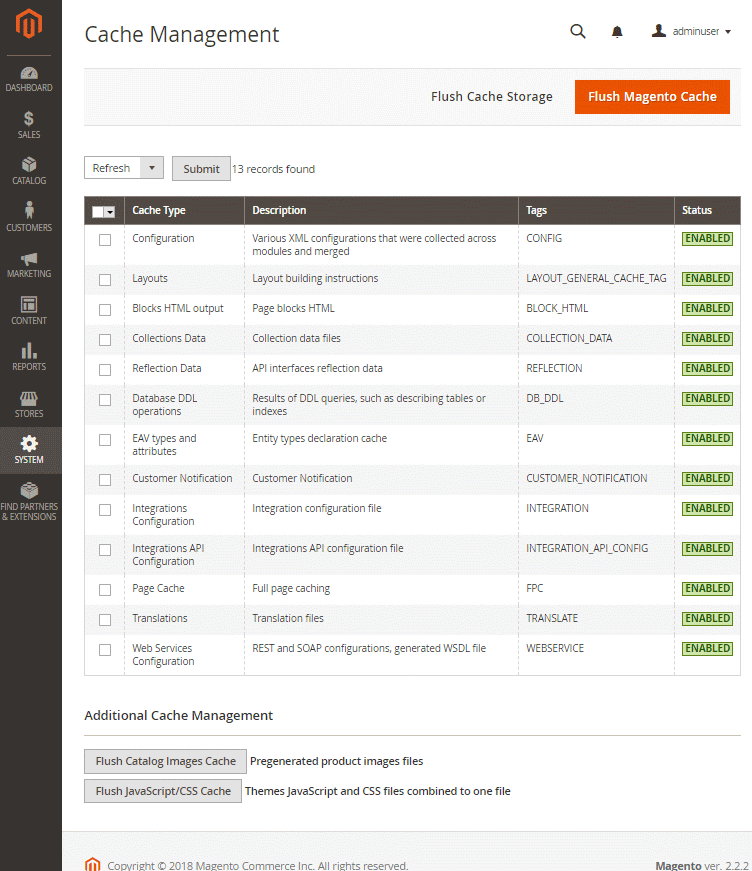 Cache Management
adminuser
DASHBOARD
SALES
CATALOG
CUSTOMERS
MARKETING
CONTENT
REPORTS
STORES
SYSTEM
FIND PARTNERS
& EXTENSIONS
Flush Cache Storage Flush Magento Cache
Refresh Submit 13 records found
Cache Type Description Tags Status
Configuration Various XML configurations that were collected across CONFIG ENABLED
modules and merged
Layouts Layout building instructions LAYOUT_GENERAL_CACHE_TAG ENABLED
Blocks HTML output Page blocks HTML BLOCK_HTML ENABLED
Collections Data Collection data files COLLECTION_DATA ENABLED
Reflection Data API interfaces reflection data REFLECTION ENABLED
Database DDL Results of DDL queries, such as describing tables or DB_DDL ENABLED
operations indexes
EAV types and Entity types declaration cache EAV ENABLED
attributes
Customer Notification Customer Notification CUSTOMER_NOTIFICATION ENABLED
Integrations Integration configuration file INTEGRATION ENABLED
Configuration
Integrations API Integrations API configuration file INTEGRATION_API_CONFIG ENABLED
Configuration
Page Cache Full page caching FPC ENABLED
Translations Translation files TRANSLATE ENABLED
Web Services REST and SOAP configurations, generated WSDL file WEBSERVICE ENABLED
Configuration
Additional Cache Management
Flush Catalog Images Cache Pregenerated product images files
Flush JavaScript/CSS Cache Themes JavaScript and CSS files combined to one file
Copyright © 2018 Magento Commerce Inc. All rights reserved. Magento ver. 2.2.2